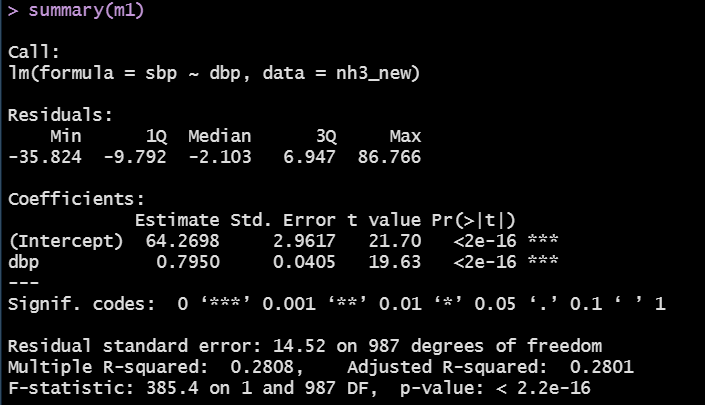 > summary(m1)
Call:
lm(formula = sbp ~ dbp, data = nh3_new)
Residuals:
    Min      1Q  Median      3Q     Max
-35.824  -9.792  -2.103   6.947  86.766
Coefficients:
            Estimate Std. Error t value Pr(>|t|)
(Intercept)  64.2698     2.9617   21.70   <2e-16 ***
dbp           0.7950     0.0405   19.63   <2e-16 ***
---
Signif. codes:  0 ‘***’ 0.001 ‘**’ 0.01 ‘*’ 0.05 ‘.’ 0.1 ‘ ’ 1
Residual standard error: 14.52 on 987 degrees of freedom
Multiple R-squared:  0.2808,    Adjusted R-squared:  0.2801
F-statistic: 385.4 on 1 and 987 DF,  p-value: < 2.2e-16